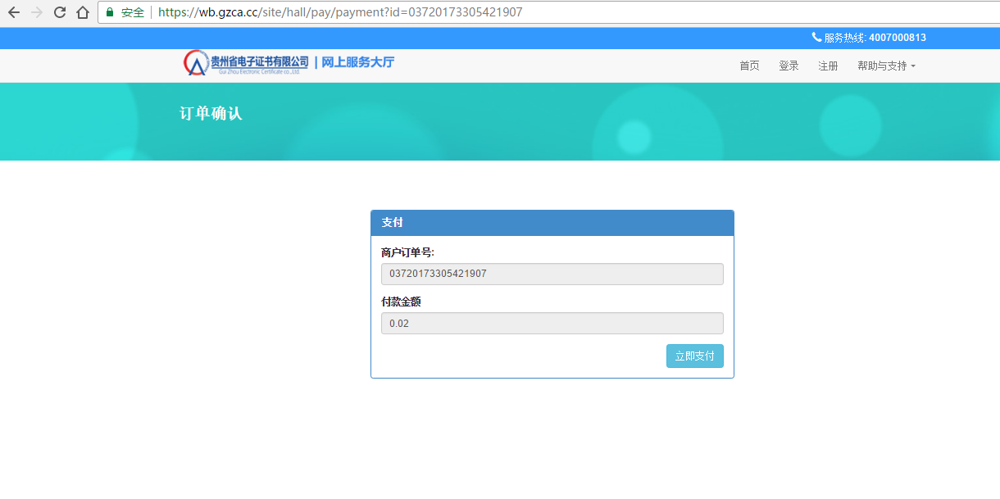 安全 https://wb.gzca.cc/site/hall/pay/payment?id=03720173305421907
服务热线: 4007000813
贵州省电子证书有限公司 | 网上服务大厅
Gui Zhou Electronic Certificate co.,Ltd.
首页 登录 注册 帮助与支持
订单确认
支付
商户订单号:
03720173305421907
付款金额
0.02
立即支付